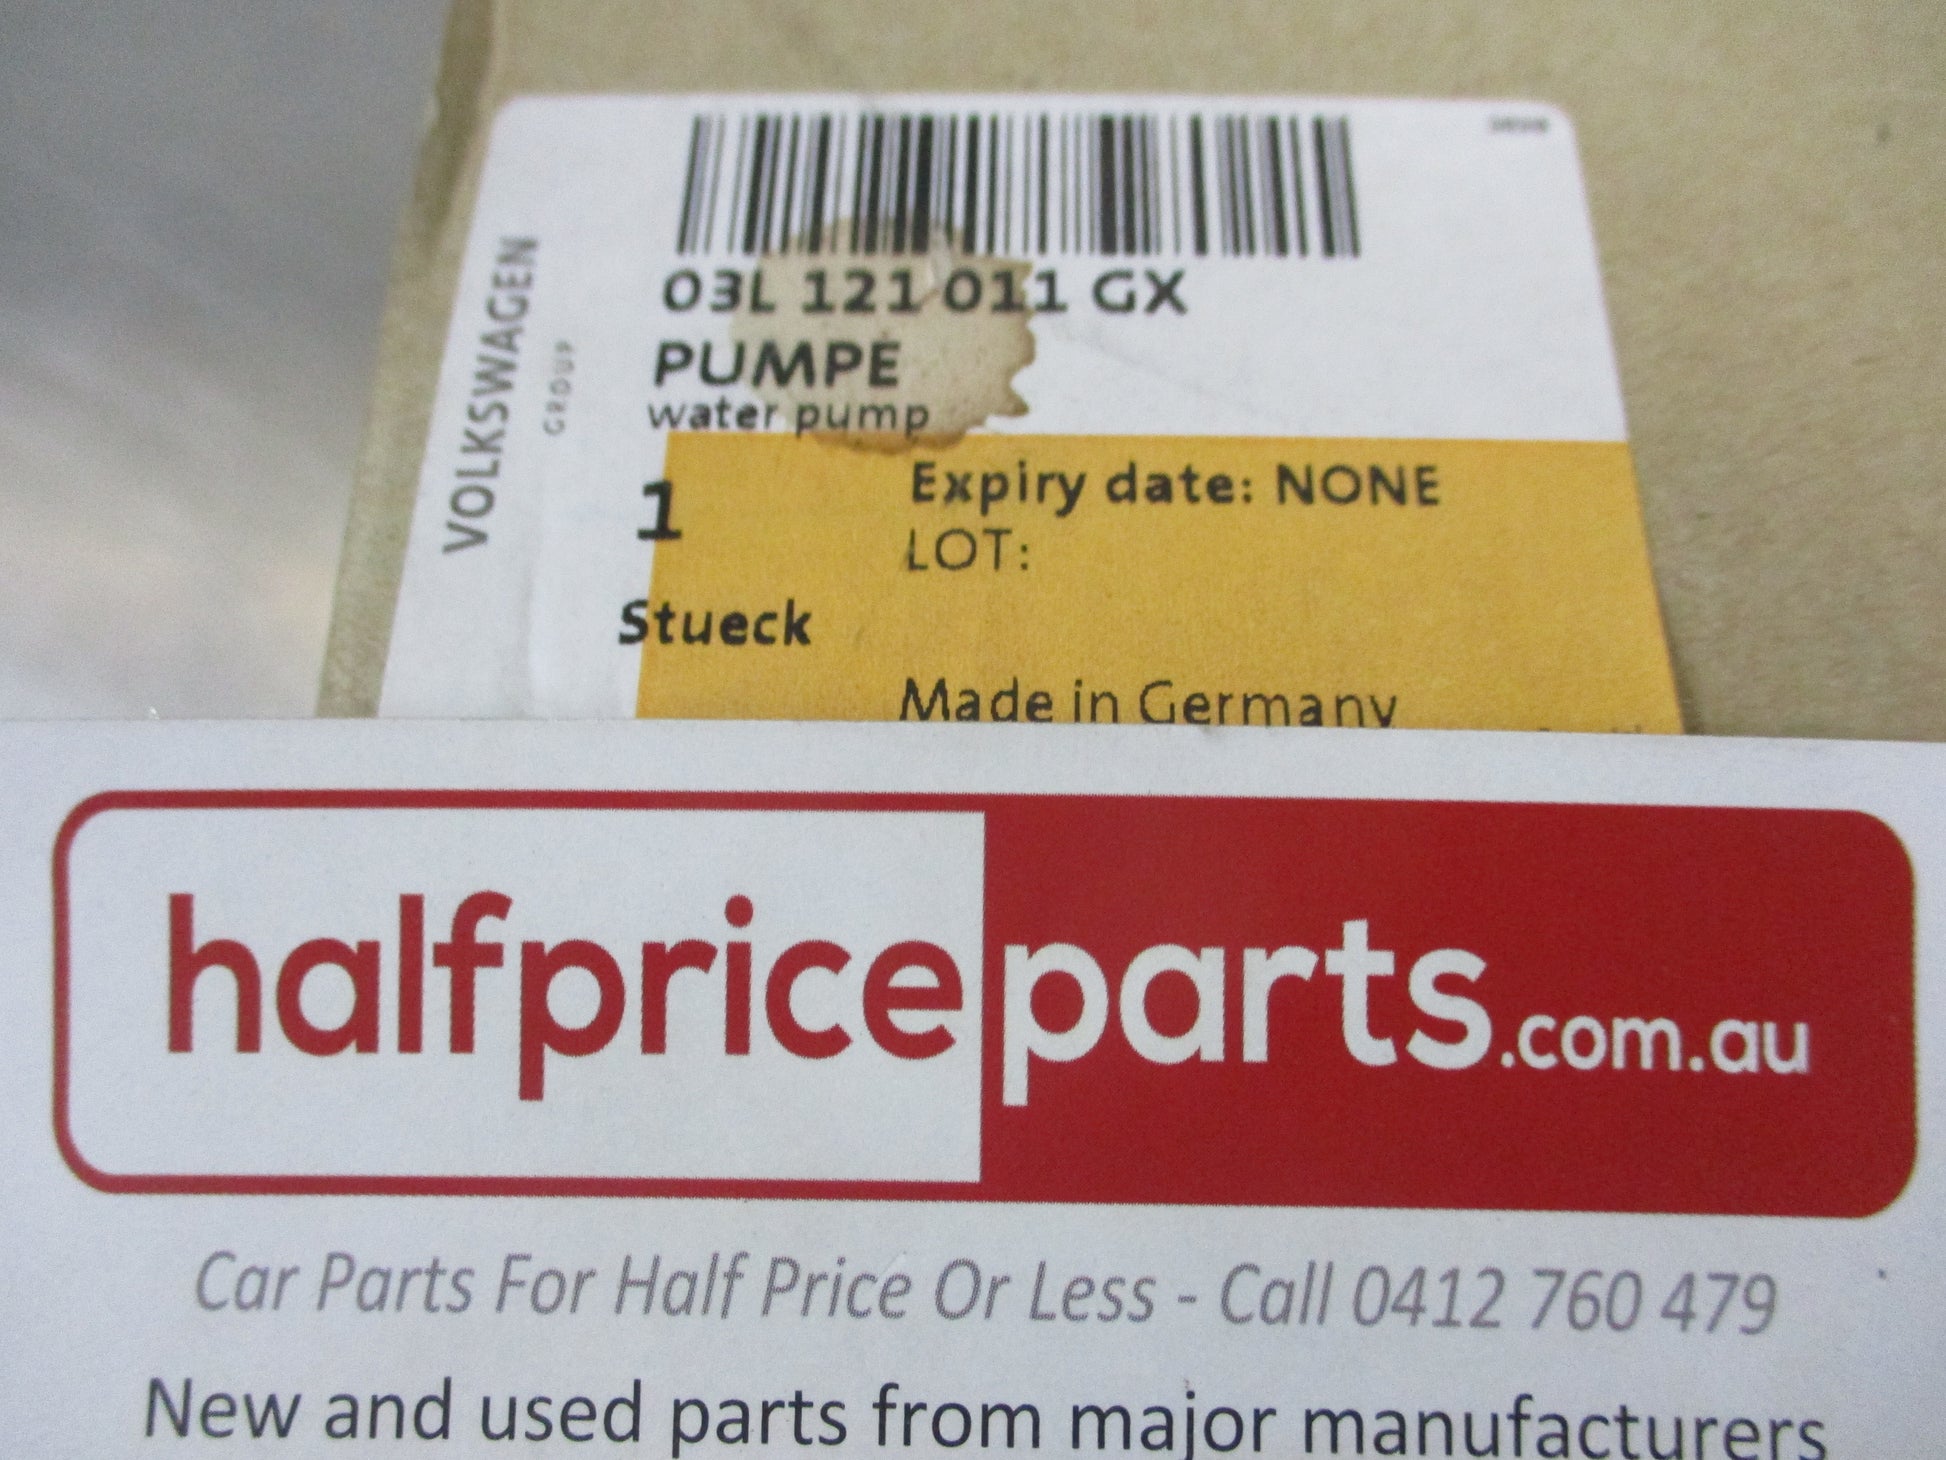 03L 121 011 GX
PUMPE
water pump
VOLKSWAGEN
GROUP
1
Stueck
Expiry date: NONE
LOT:
Made in Germany
halfpriceparts.com.au
Car Parts For Half Price Or Less - Call 0412 760 479
New and used parts from major manufacturers